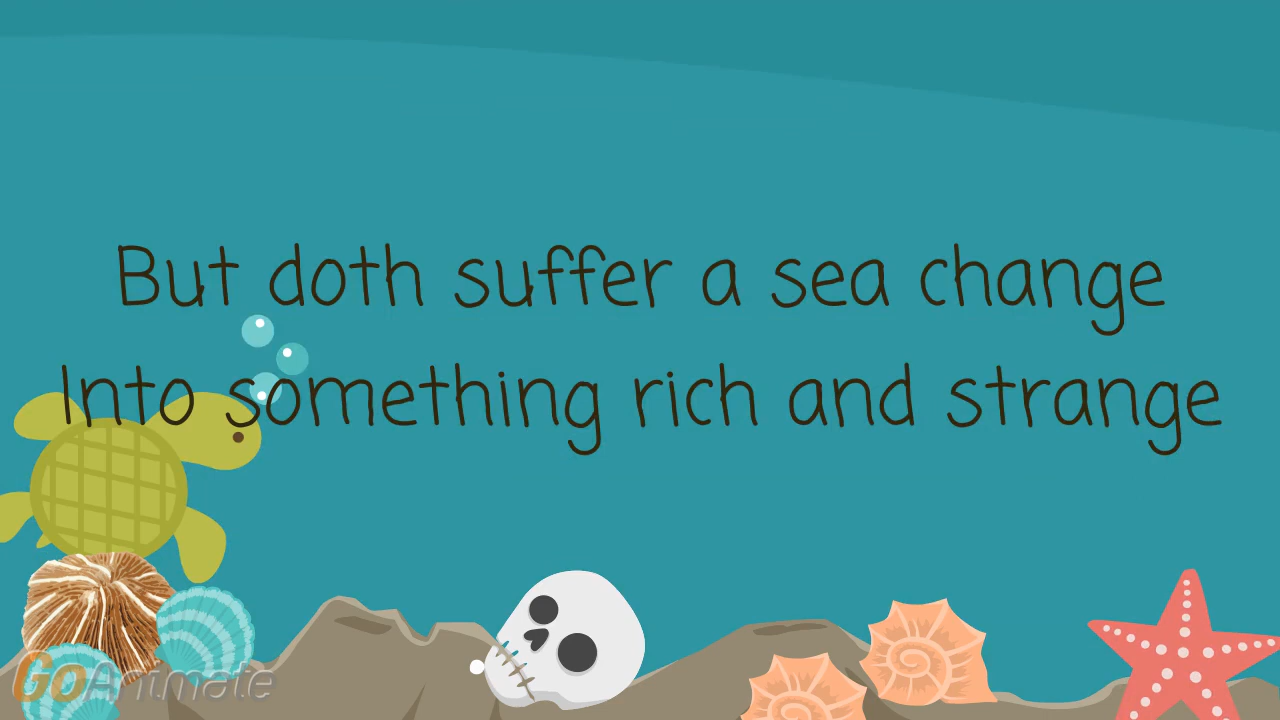 But doth suffer a sea change
Into something rich and strange
GoAnimate